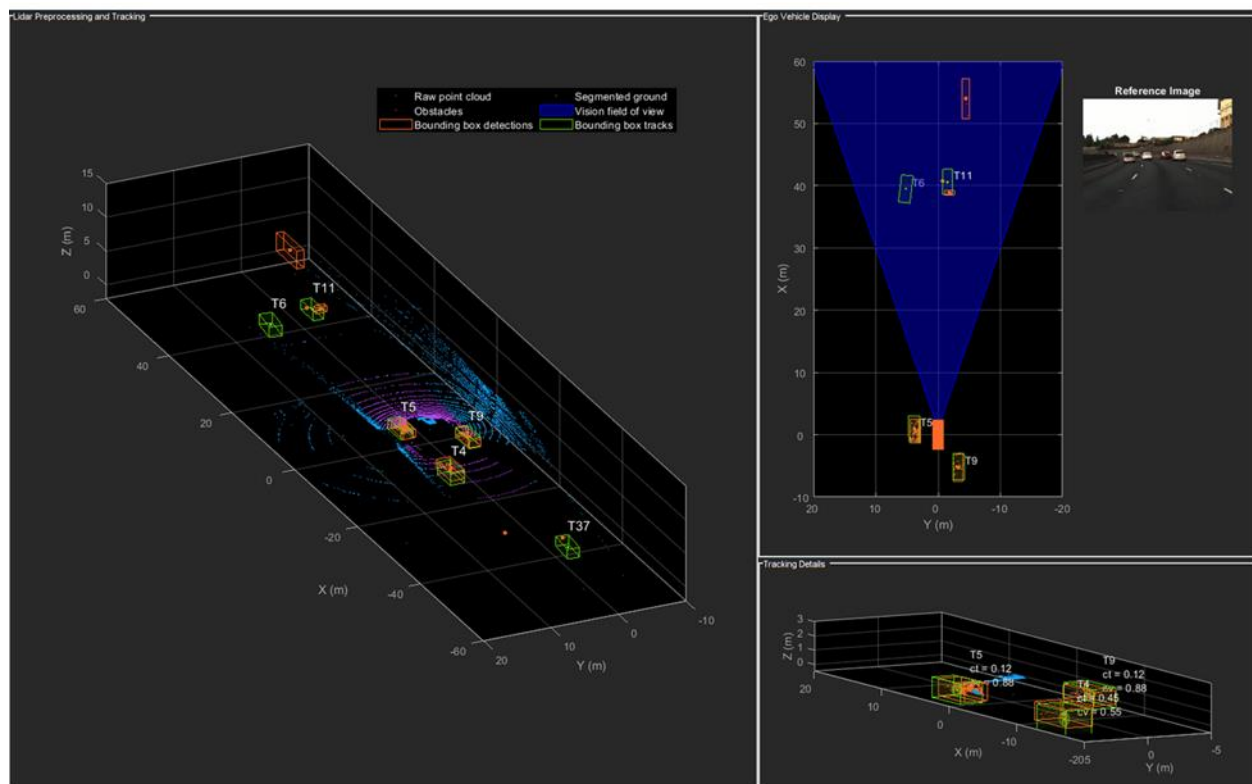 Lidar Preprocessing and Tracking
Raw point cloud
Segmented ground
Obstacles
Vision field of view
Bounding box detections
Bounding box tracks
15
10
5
0
Z (m)
60
40
20
0
-20
-40
-60
X (m)
20
10
0
-10
Y (m)
T6
T11
T5
T9
T4
T37
Ego Vehicle Display
60
50
40
30
20
10
0
-10
X (m)
20
10
0
-10
-20
Y (m)
T6
T11
T5
T9
Reference Image
Tracking Details
3
2
1
0
Z (m)
20
10
0
-10
-205
X (m)
0
-5
Y (m)
T5
ct = 0.12
0.88
T9
ct = 0.12
cv = 0.88
T4
ct = 0.45
cv = 0.55